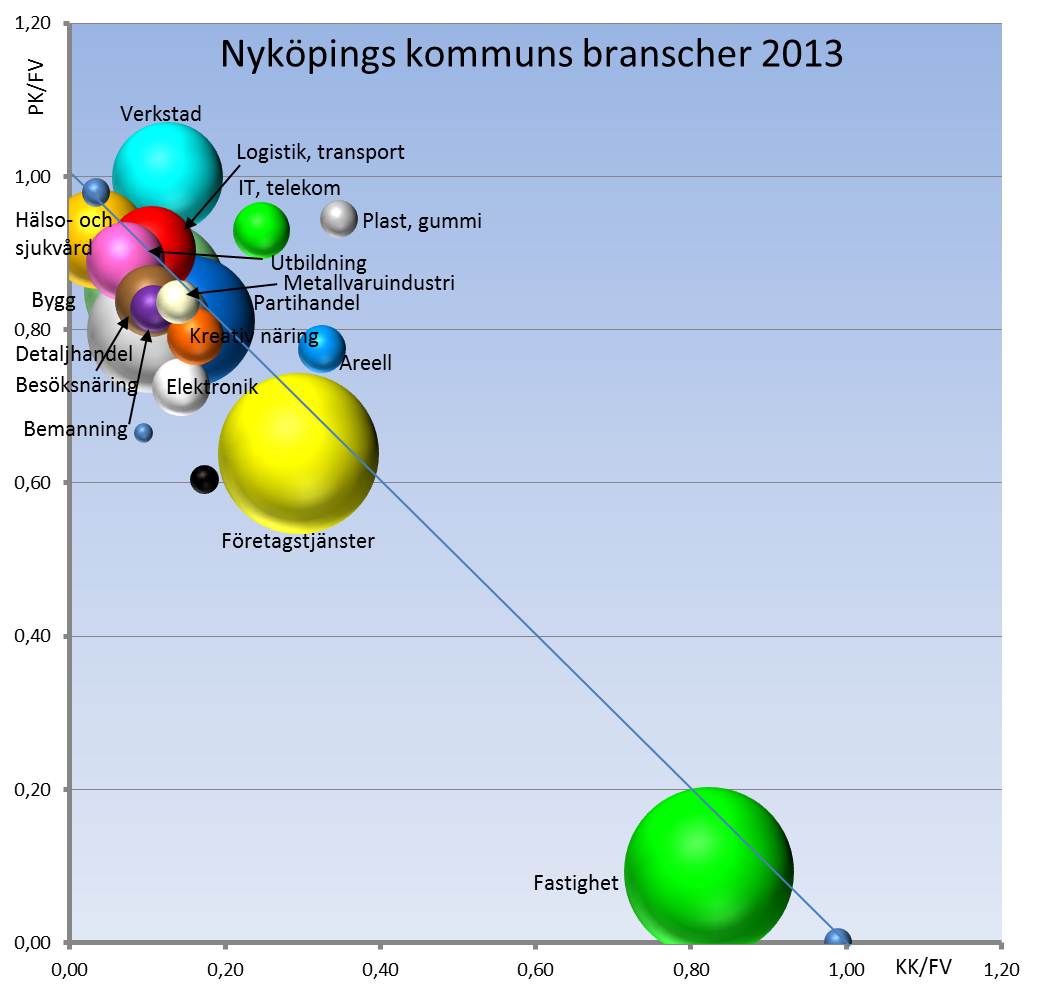 Nyköpings kommuns branscher 2013
PK/FV
1,20
1,00
0,80
0,60
0,40
0,20
0,00
Verkstad
Logistik, transport
IT, telekom
Plast, gummi
Hälso- och
sjukvård
Utbildning
Metallvaruindustri
Bygg
Partihandel
Kreativ näring
Detaljhandel
Areell
Besöksnäring
Elektronik
Bemanning
Företagstjänster
Fastighet
0,00
0,20
0,40
0,60
0,80
1,00
KK/FV
1,20